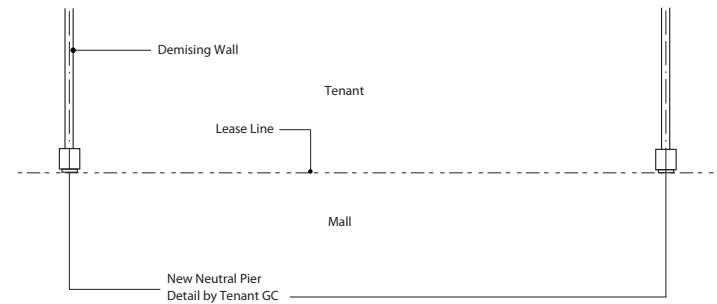 Demising Wall
Tenant
Lease Line
Mall
New Neutral Pier
Detail by Tenant GC